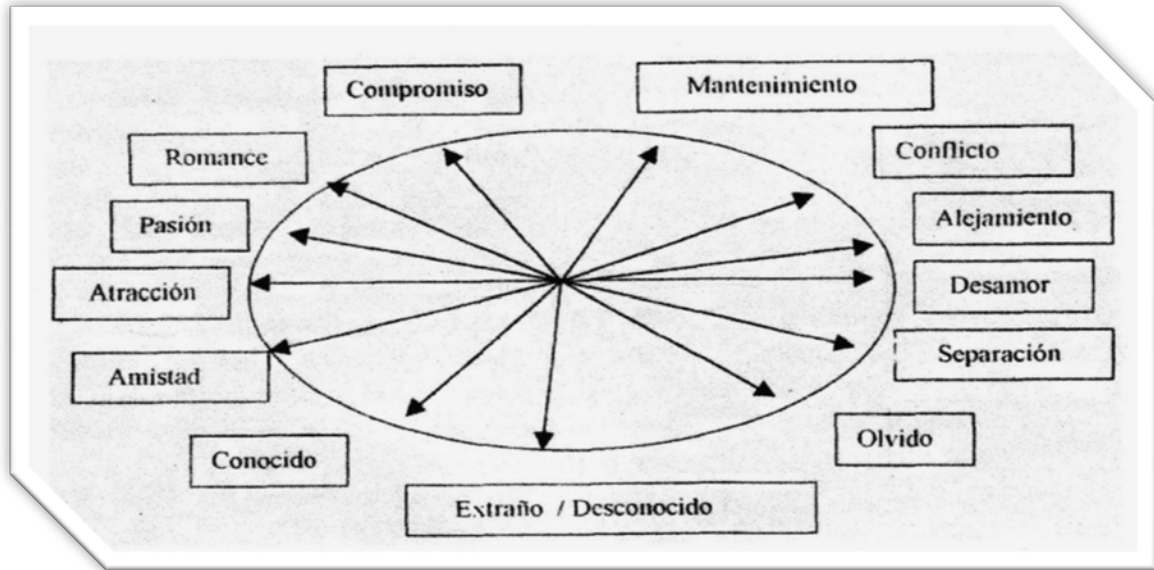 Compromiso
Mantenimiento
Romance
Conflicto
Pasión
Alejamiento
Atracción
Desamor
Amistad
Separación
Conocido
Olvido
Extraño / Desconocido